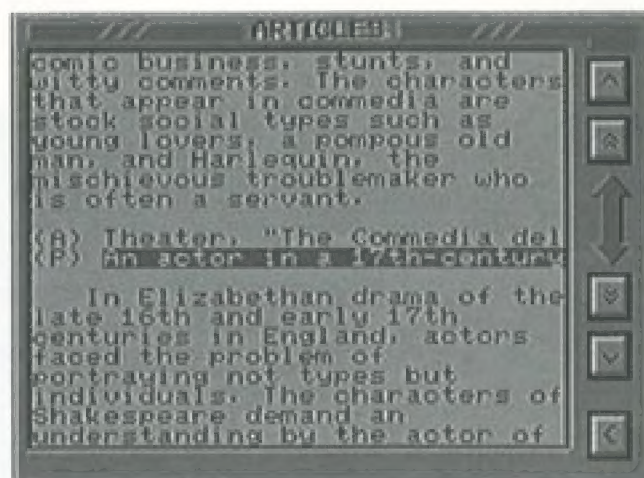 ARTICLES
comic business, stunts, and
witty comments. The characters
that appear in commedia are
stock social types such as
young lovers, a pompous old
man, and Harlequin, the
mischievous troublemaker who
is often a servant.
(A) Theater, "The Commedia del
(P) An actor in a 17th-century
In Elizabethan drama of the
late 16th and early 17th
centuries in England, actors
faced the problem of
portraying not types but
individuals. The characters of
Shakespeare demand an
understanding by the actor of